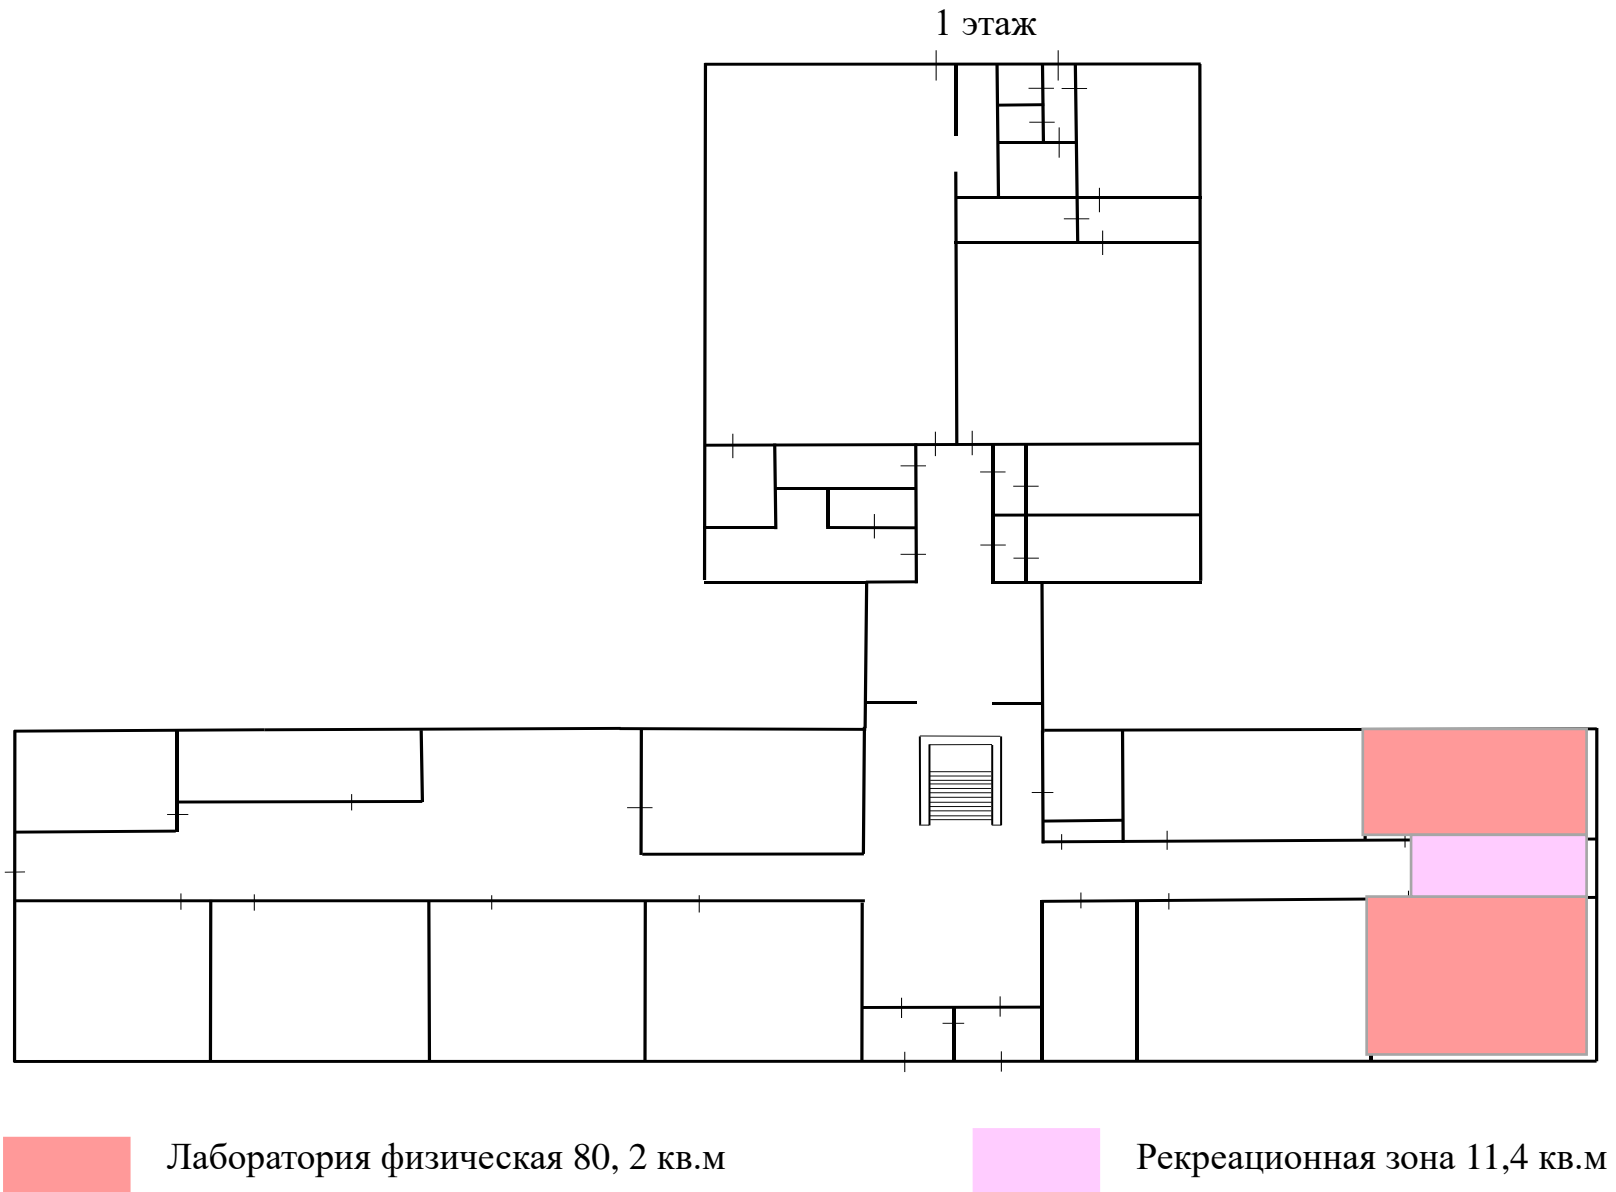 1 этаж
Лаборатория физическая 80, 2 кв.м
Рекреационная зона 11,4 кв.м